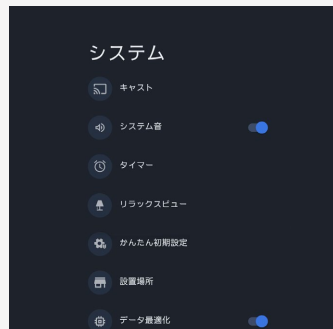 システム
キャスト
システム音
タイマー
リラックスビュー
かんたん初期設定
設置場所
データ最適化